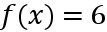 f(x) = 6